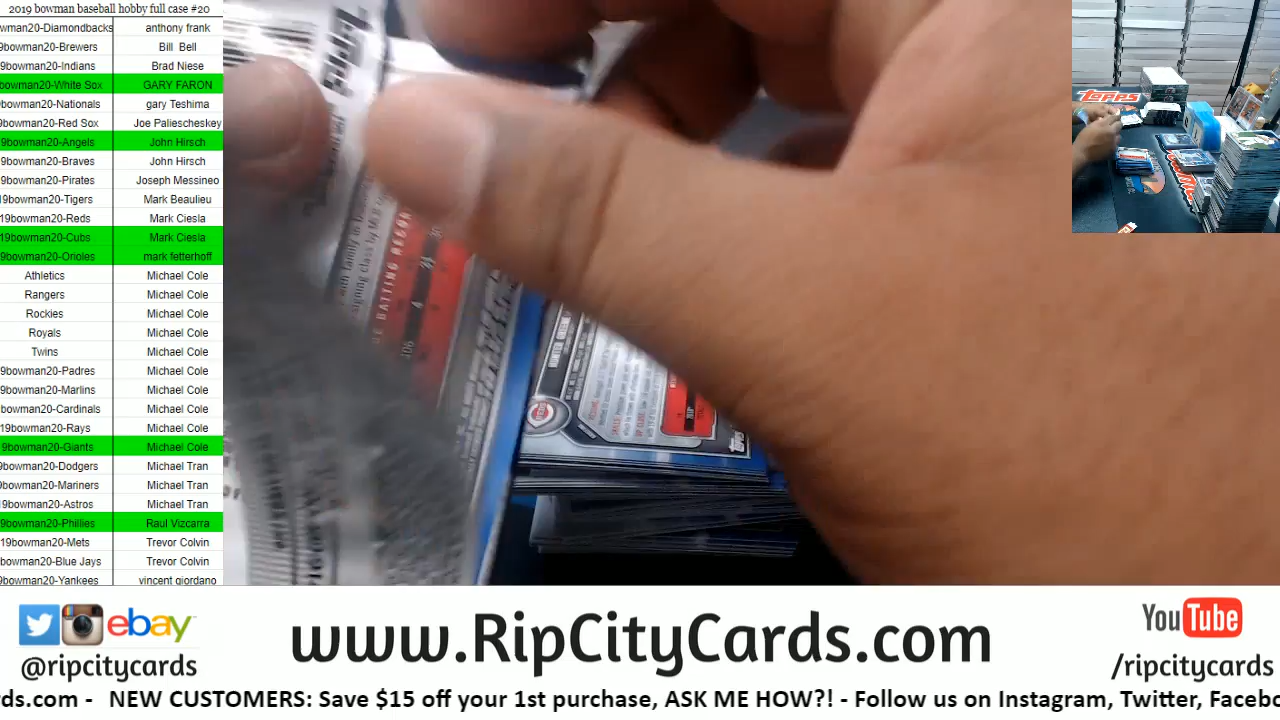 2019 bowman baseball hobby full case #20
wman20-Diamondbacks anthony frank
9bowman20-Brewers Bill Bell
9bowman20-Indians Brad Niese
bowman20-White Sox GARY FARON
9bowman20-Nationals gary Teshima
9bowman20-Red Sox Joe Paliescheskey
9bowman20-Angels John Hirsch
9bowman20-Braves John Hirsch
9bowman20-Pirates Joseph Messineo
19bowman20-Tigers Mark Beaulieu
19bowman20-Reds Mark Ciesla
19bowman20-Cubs Mark Ciesla
9bowman20-Orioles mark fetterhoff
Athletics Michael Cole
Rangers Michael Cole
Rockies Michael Cole
Royals Michael Cole
Twins Michael Cole
9bowman20-Padres Michael Cole
9bowman20-Marlins Michael Cole
bowman20-Cardinals Michael Cole
19bowman20-Rays Michael Cole
9bowman20-Giants Michael Cole
9bowman20-Dodgers Michael Tran
9bowman20-Mariners Michael Tran
19bowman20-Astros Michael Tran
9bowman20-Phillies Raul Vizcarra
19bowman20-Mets Trevor Colvin
bowman20-Blue Jays Trevor Colvin
9bowman20-Yankees vincent giordano
BATTING RECOR
REDS
topps
TOPPS
ebay
@ripcitycards
www.RipCityCards.com
YouTube
/ripcitycards
rds.com - NEW CUSTOMERS: Save $15 off your 1st purchase, ASK ME HOW?! - Follow us on Instagram, Twitter, Facebo